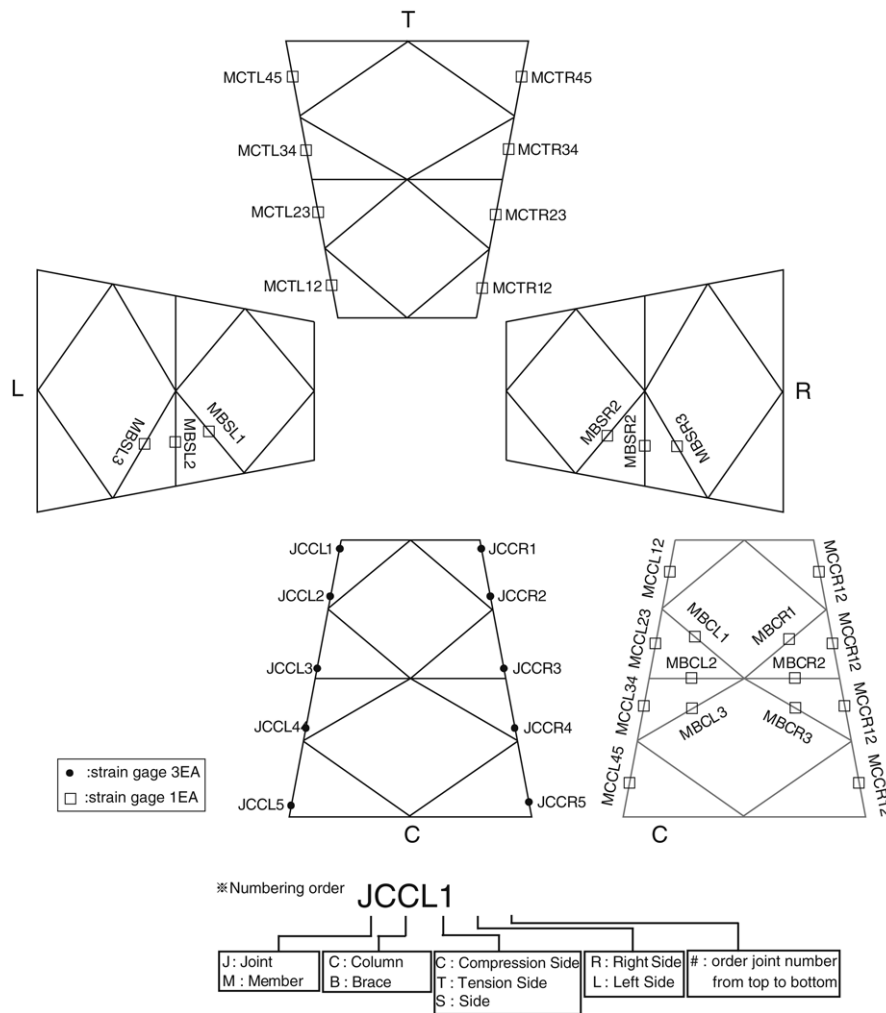 T
MCTL45
MCTR45
MCTL34
MCTR34
MCTL23
MCTR23
MCTL12
MCTR12
L
MBSL3
MBSL2
MBSL1
MBSR2
MBSR2
MBSR3
R
JCCL1
JCCR1
JCCL2
JCCR2
JCCL3
JCCR3
JCCL4
JCCR4
JCCL5
JCCR5
C
MCCL12
MCCR12
MCCL23
MBCL1
MBCR1
MCCR12
MBCL2
MBCR2
MCCL34
MBCL3
MBCR3
MCCR12
MCCL45
MCCR12
C
:strain gage 3EA
:strain gage 1EA
※Numbering order
JCCL1
J : Joint
M : Member
C : Column
B : Brace
C : Compression Side
T : Tension Side
S : Side
R : Right Side
L : Left Side
# : order joint number
from top to bottom